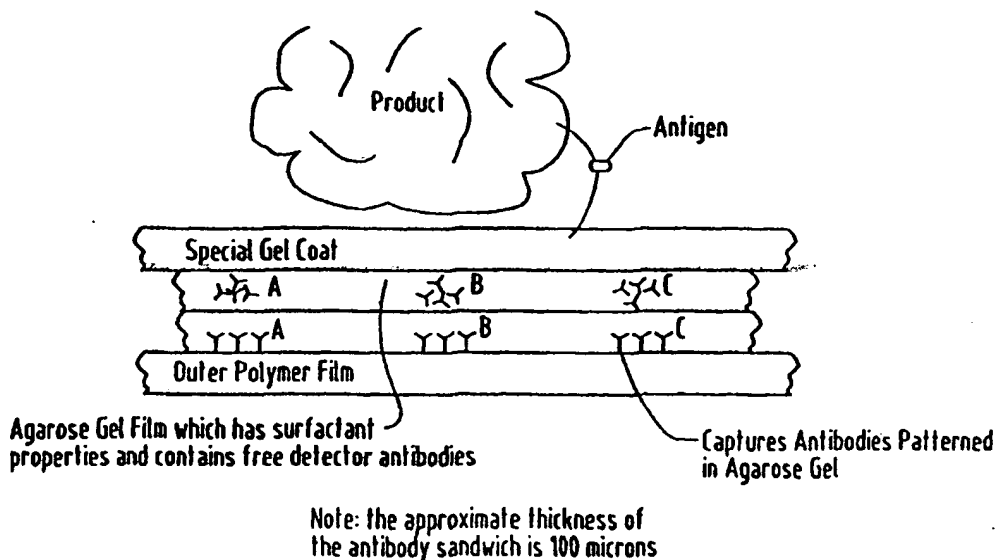 Product
Antigen
Special Gel Coat
A
B
C
A
B
C
Outer Polymer Film
Agarose Gel Film which has surfactant
properties and contains free detector antibodies
Captures Antibodies Patterned
in Agarose Gel
Note: the approximate thickness of
the antibody sandwich is 100 microns